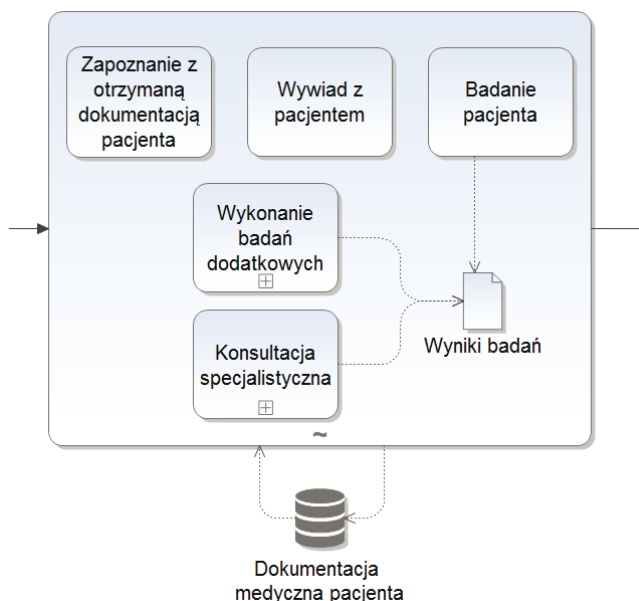 Zapoznanie z
otrzymaną
dokumentacją
pacjenta
Wywiad z
pacjentem
Badanie
pacjenta
Wykonanie
badań
dodatkowych
Konsultacja
specjalistyczna
Wyniki badań
~
Dokumentacja
medyczna pacjenta